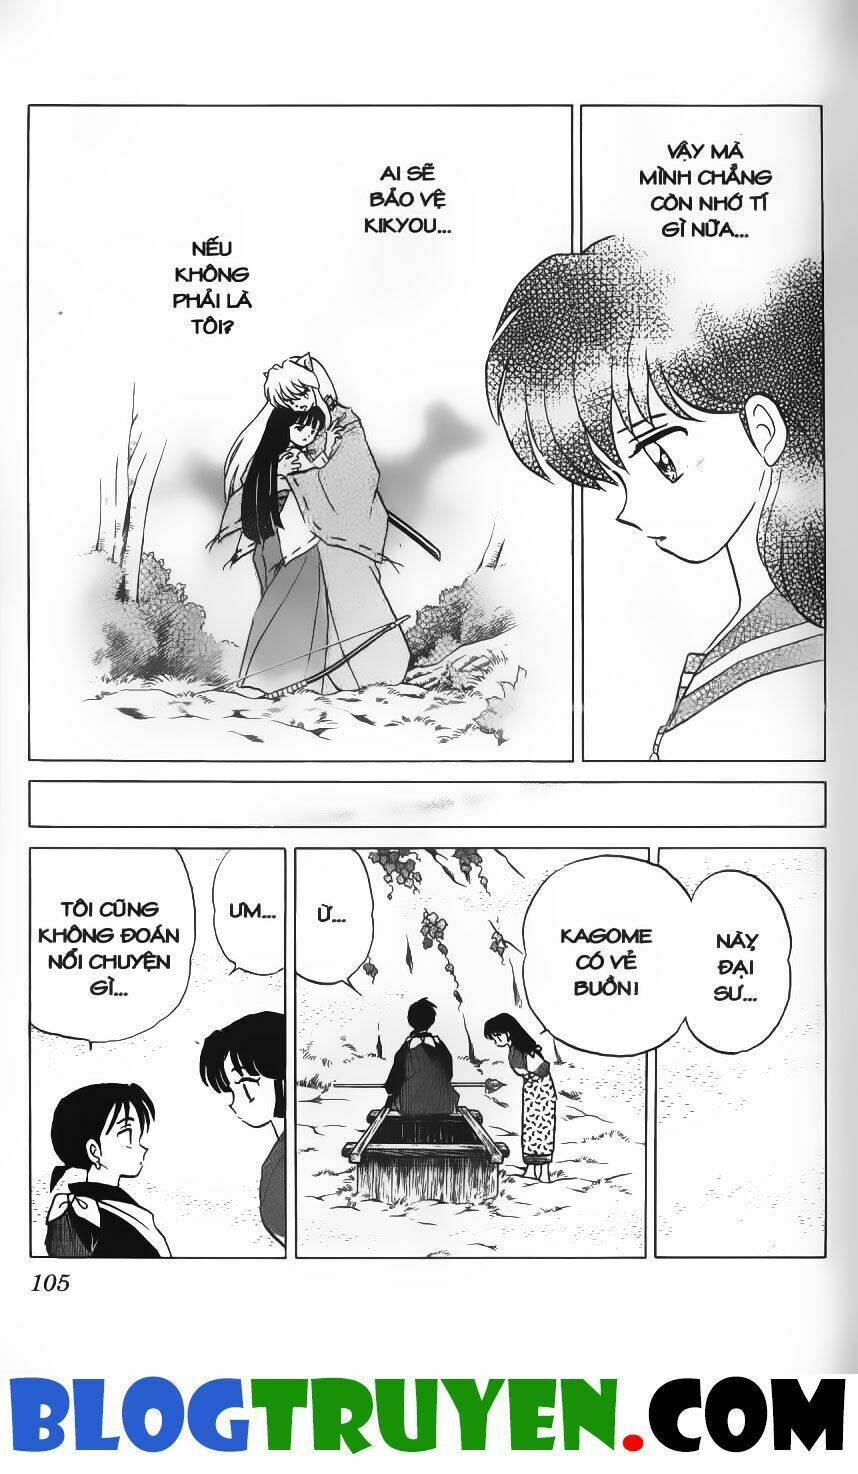 VẬY MÀ
MÌNH CHẲNG
CÒN NHỚ TÍ
GÌ NỮA...
AI SẼ
BẢO VỆ
KIKYOU...
NẾU
KHÔNG
PHẢI LÀ
TÔI?
NÀY,
ĐẠI
SƯ...
KAGOME
CÓ VẺ
BUỒN!
Ừ...
ƯM...
TÔI CŨNG
KHÔNG ĐOÁN
NỔI CHUYỆN
GÌ...
105
BLOGTRUYEN.COM